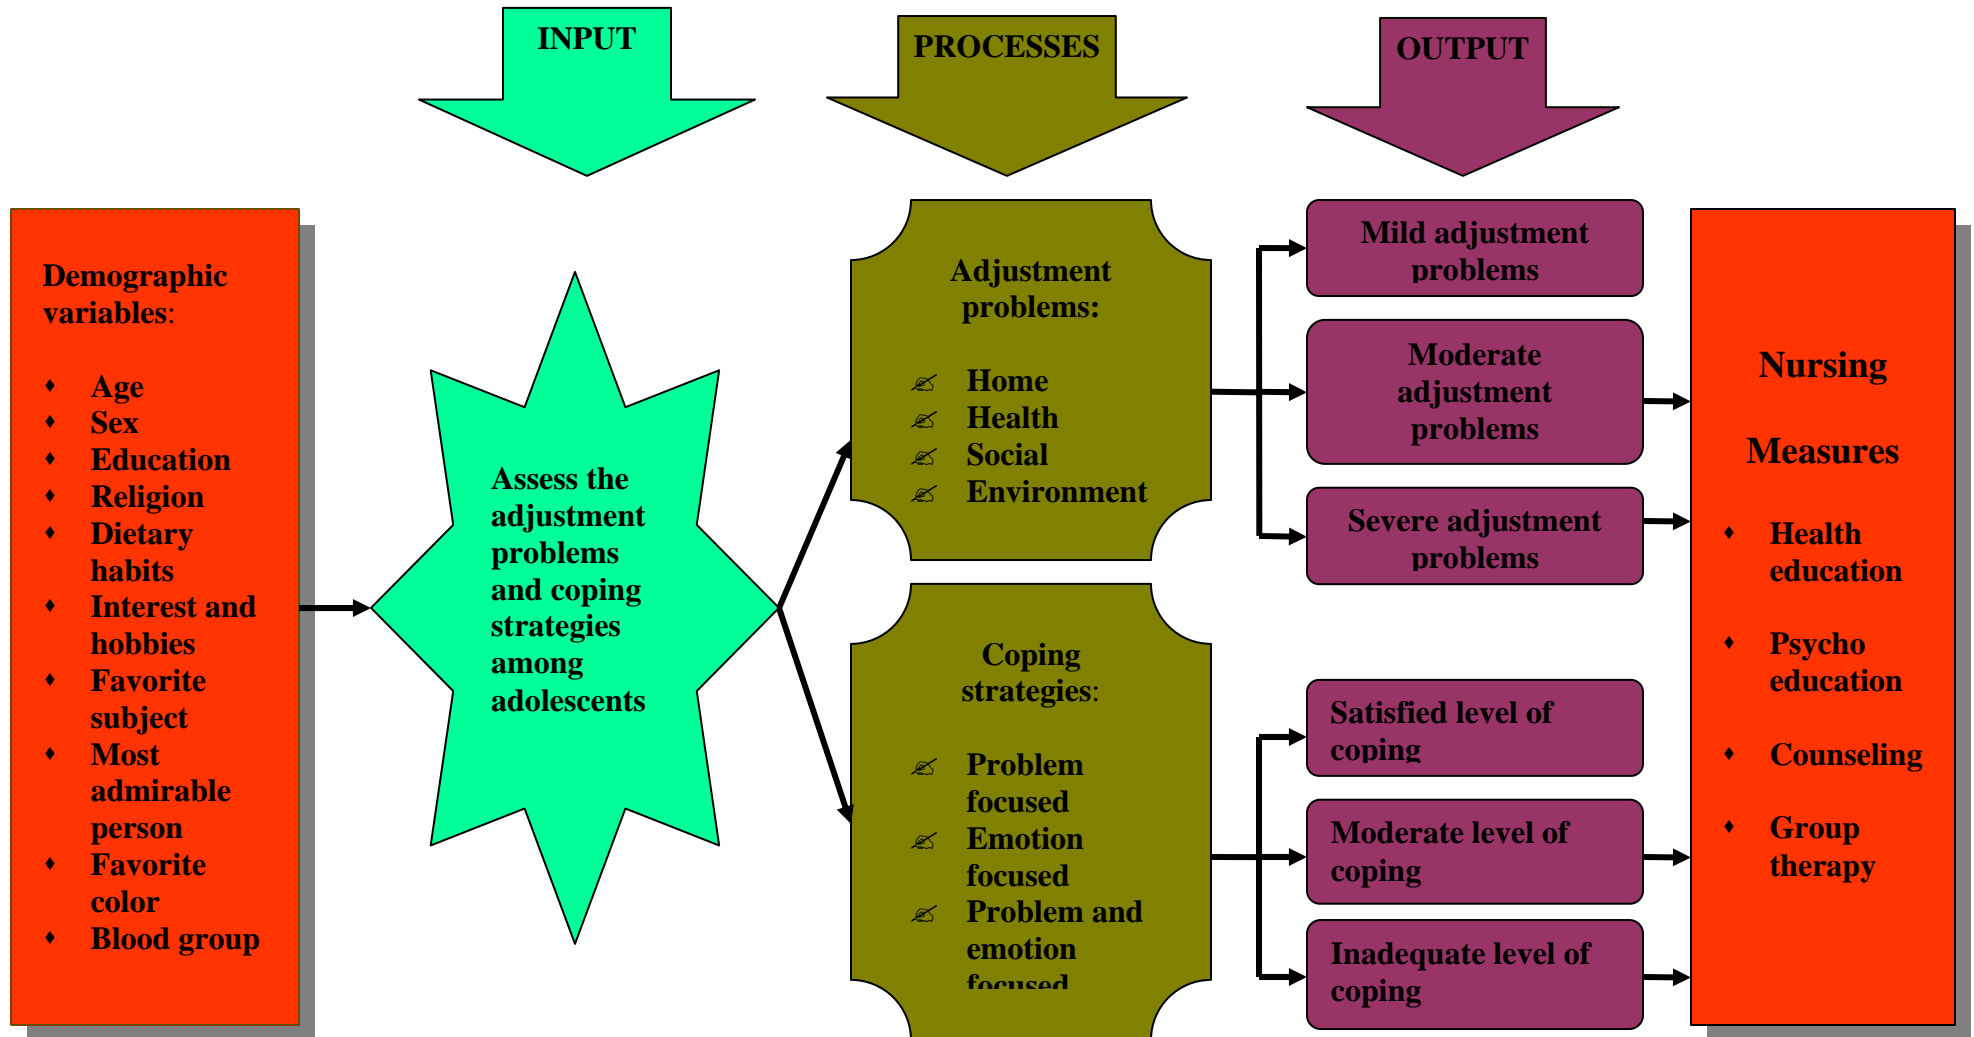 INPUT
PROCESSES
OUTPUT
Demographic
variables:
Age
Sex
Education
Religion
Dietary
habits
Interest and
hobbies
Favorite
subject
Most
admirable
person
Favorite
color
Blood group
Assess the
adjustment
problems
and coping
strategies
among
adolescents
Adjustment
problems:
Home
Health
Social
Environment
Coping
strategies:
Problem
focused
Emotion
focused
Problem and
emotion
focused
Mild adjustment
problems
Moderate
adjustment
problems
Severe adjustment
problems
Satisfied level of
coping
Moderate level of
coping
Inadequate level of
coping
Nursing
Measures
Health
education
Psycho
education
Counseling
Group
therapy